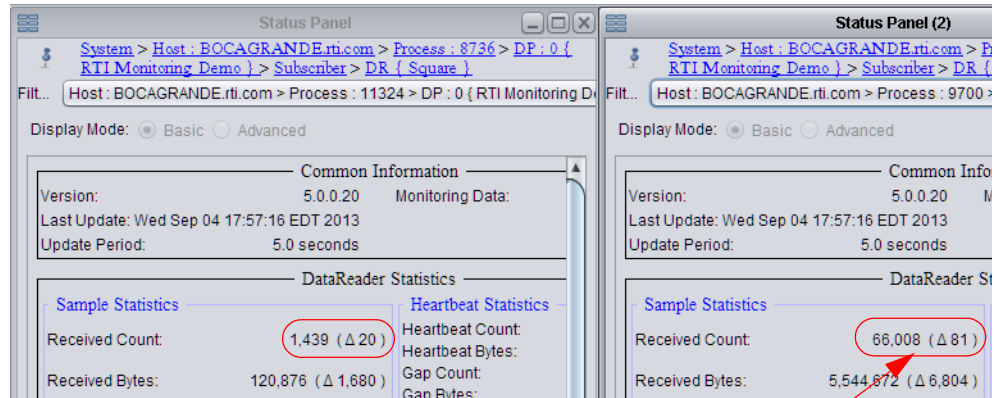 Status Panel
System > Host : BOCAGRANDE.rti.com > Process : 8736 > DP : 0 {
RTI Monitoring Demo } > Subscriber > DR { Square }
Filt... Host : BOCAGRANDE.rti.com > Process : 11324 > DP : 0 { RTI Monitoring D
Display Mode: Basic Advanced
Common Information
Version: 5.0.0.20 Monitoring Data:
Last Update: Wed Sep 04 17:57:16 EDT 2013
Update Period: 5.0 seconds
DataReader Statistics
Sample Statistics Heartbeat Statistics
Received Count: 1,439 (Δ 20 ) Heartbeat Count:
Heartbeat Bytes:
Received Bytes: 120,876 (Δ 1,680 ) Gap Count:
Gap Bytes:
Status Panel (2)
System > Host : BOCAGRANDE.rti.com > P
RTI Monitoring Demo } > Subscriber > DR {
Filt... Host : BOCAGRANDE.rti.com > Process : 9700 >
Display Mode: Basic Advanced
Common Info
Version: 5.0.0.20 M
Last Update: Wed Sep 04 17:57:16 EDT 2013
Update Period: 5.0 seconds
DataReader St
Sample Statistics
Received Count: 66,008 (Δ 81 )
Received Bytes: 5,544,672 (Δ 6,804 )